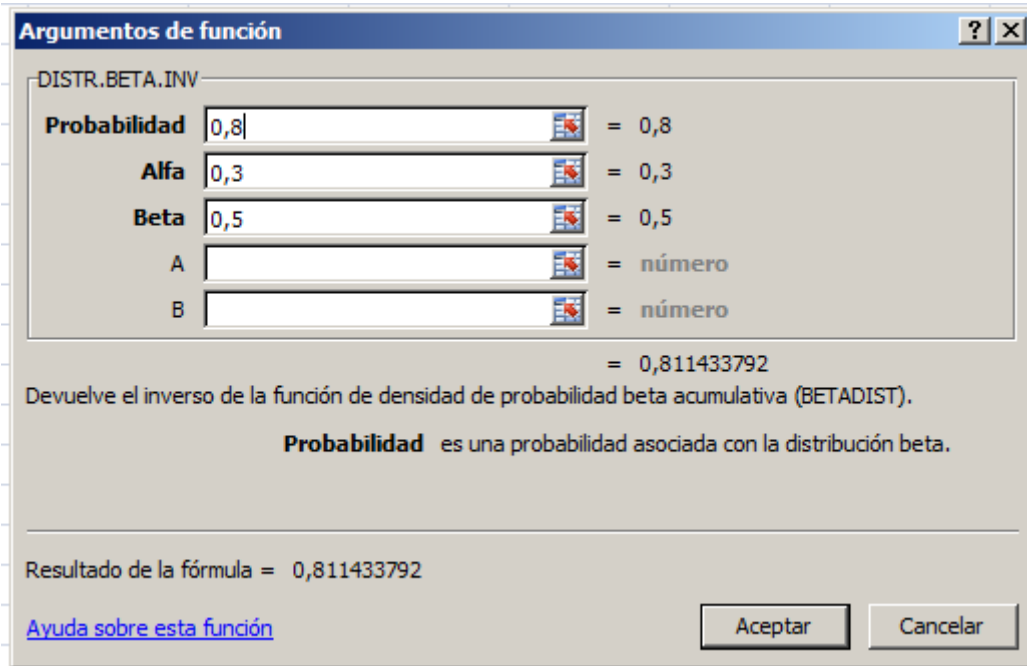 Argumentos de función
DISTR.BETA.INV
Probabilidad 0,8 = 0,8
Alfa 0,3 = 0,3
Beta 0,5 = 0,5
A = número
B = número
= 0,811433792
Devuelve el inverso de la función de densidad de probabilidad beta acumulativa (BETADIST).
Probabilidad es una probabilidad asociada con la distribución beta.
Resultado de la fórmula = 0,811433792
Ayuda sobre esta función Aceptar Cancelar